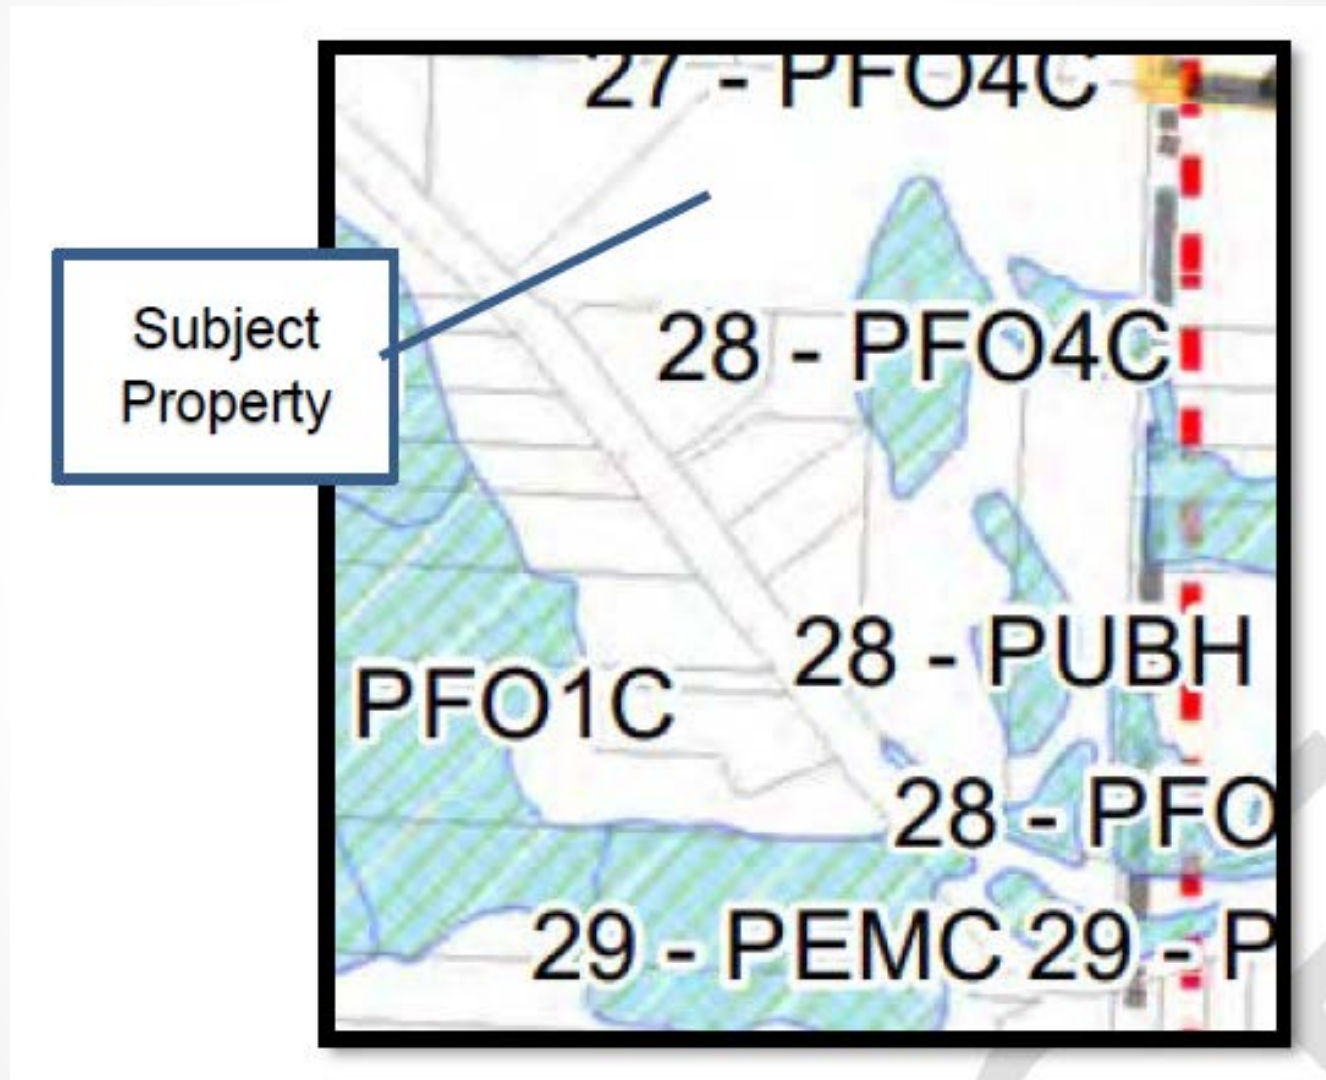 27 - PFO4C
Subject
Property
28 - PFO4C
28 - PUBH
PFO1C
28 - PFO
29 - PEMC 29 - P